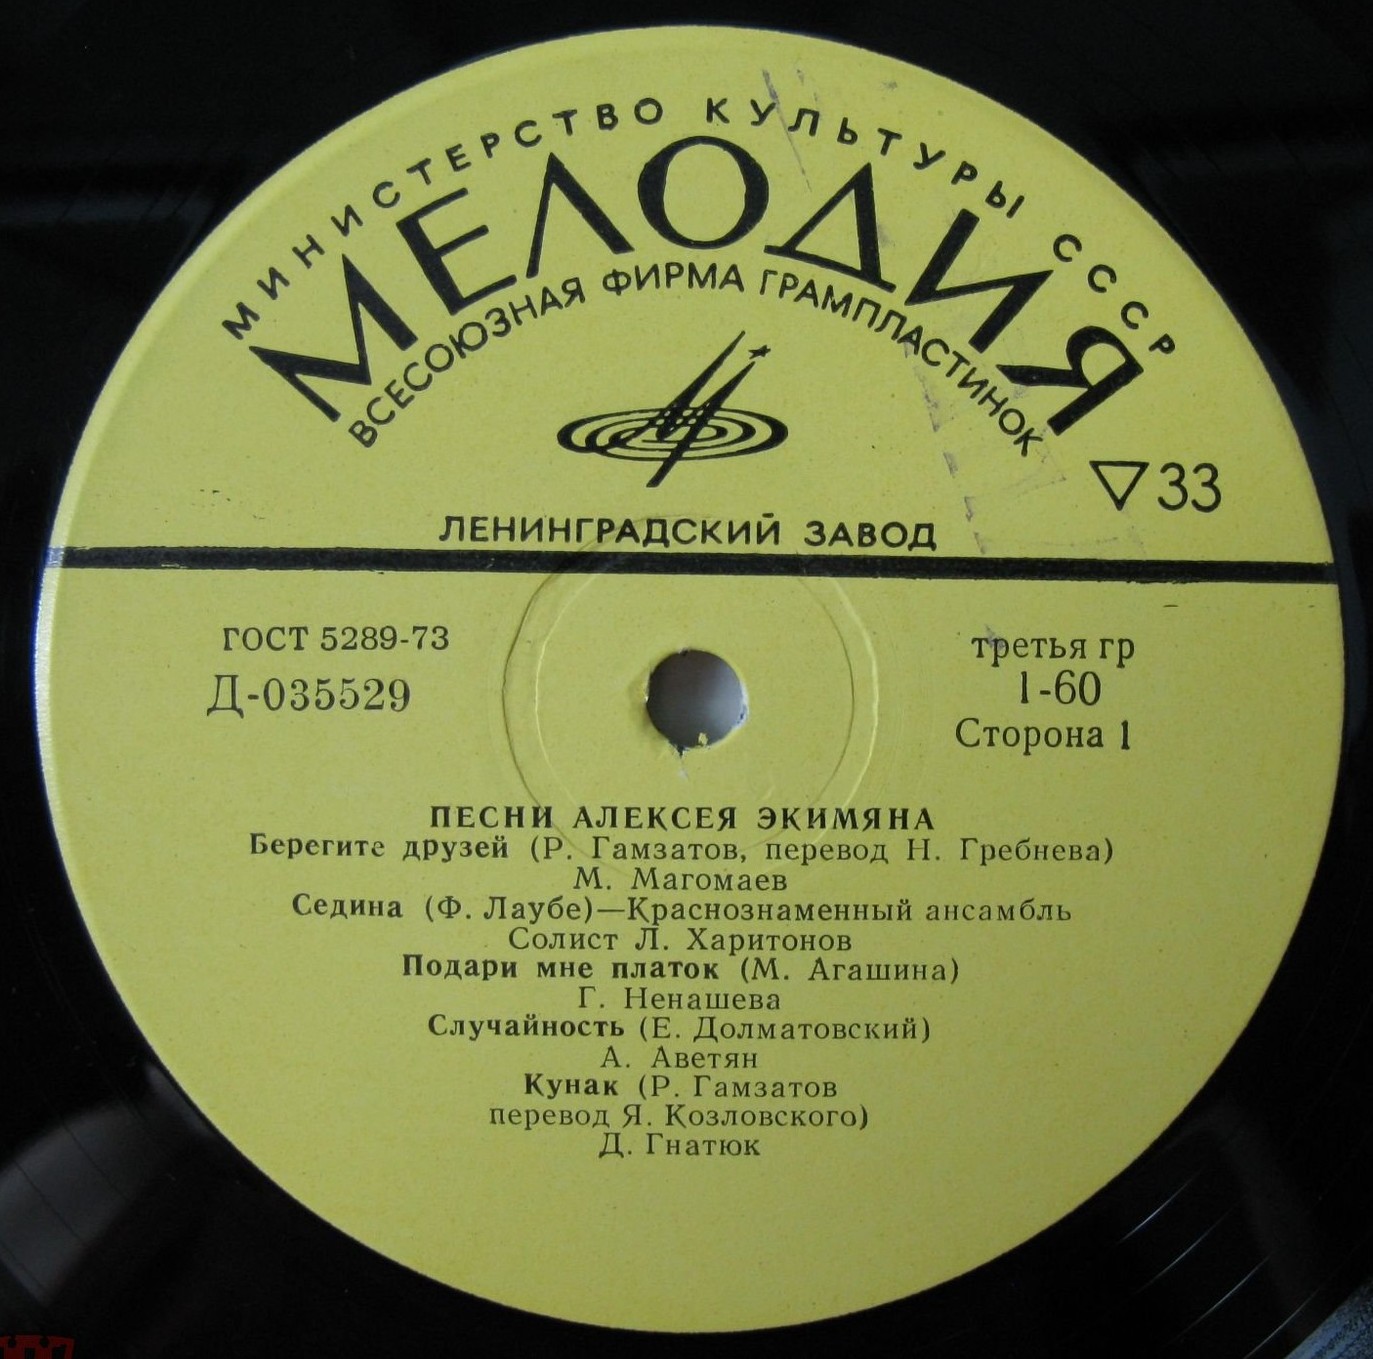 МИНИСТЕРСТВО КУЛЬТУРЫ СССР
МЕЛОДИЯ
ВСЕСОЮЗНАЯ ФИРМА ГРАМПЛАСТИНОК
33
ЛЕНИНГРАДСКИЙ ЗАВОД
ГОСТ 5289-73
Д-035529
третья гр
1-60
Сторона 1
ПЕСНИ АЛЕКСЕЯ ЭКИМЯНА
Берегите друзей (Р. Гамзатов, перевод Н. Гребнева)
М. Магомаев
Седина (Ф. Лаубе)—Краснознаменный ансамбль
Солист Л. Харитонов
Подари мне платок (М. Агашина)
Г. Ненашева
Случайность (Е. Долматовский)
А. Аветян
Кунак (Р. Гамзатов
перевод Я. Козловского)
Д. Гнатюк